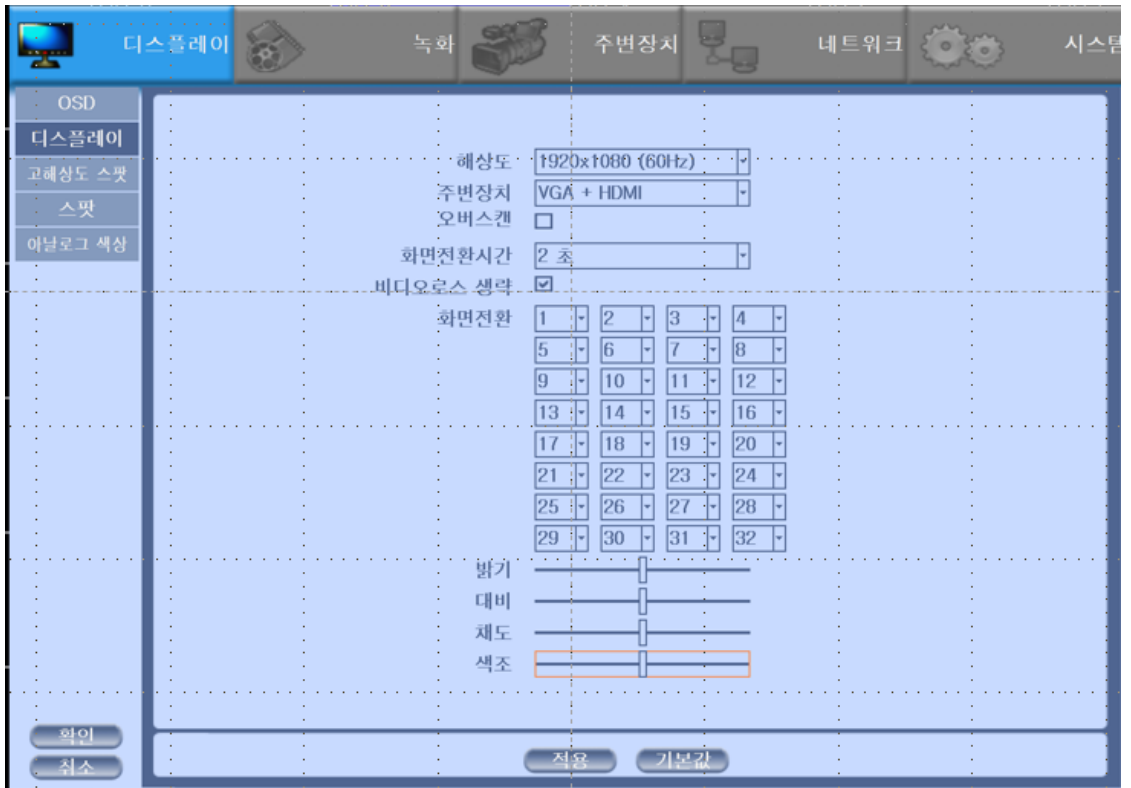 디스플레이 녹화 주변장치 네트워크 시스템
OSD
디스플레이
고해상도 스팟
스팟
아날로그 색상
해상도 1920x1080 (60Hz)
주변장치 VGA + HDMI
오버스캔
화면전환시간 2 초
비디오로스 생략
화면전환 1 2 3 4
5 6 7 8
9 10 11 12
13 14 15 16
17 18 19 20
21 22 23 24
25 26 27 28
29 30 31 32
밝기
대비
채도
색조
확인
취소
적용 기본값